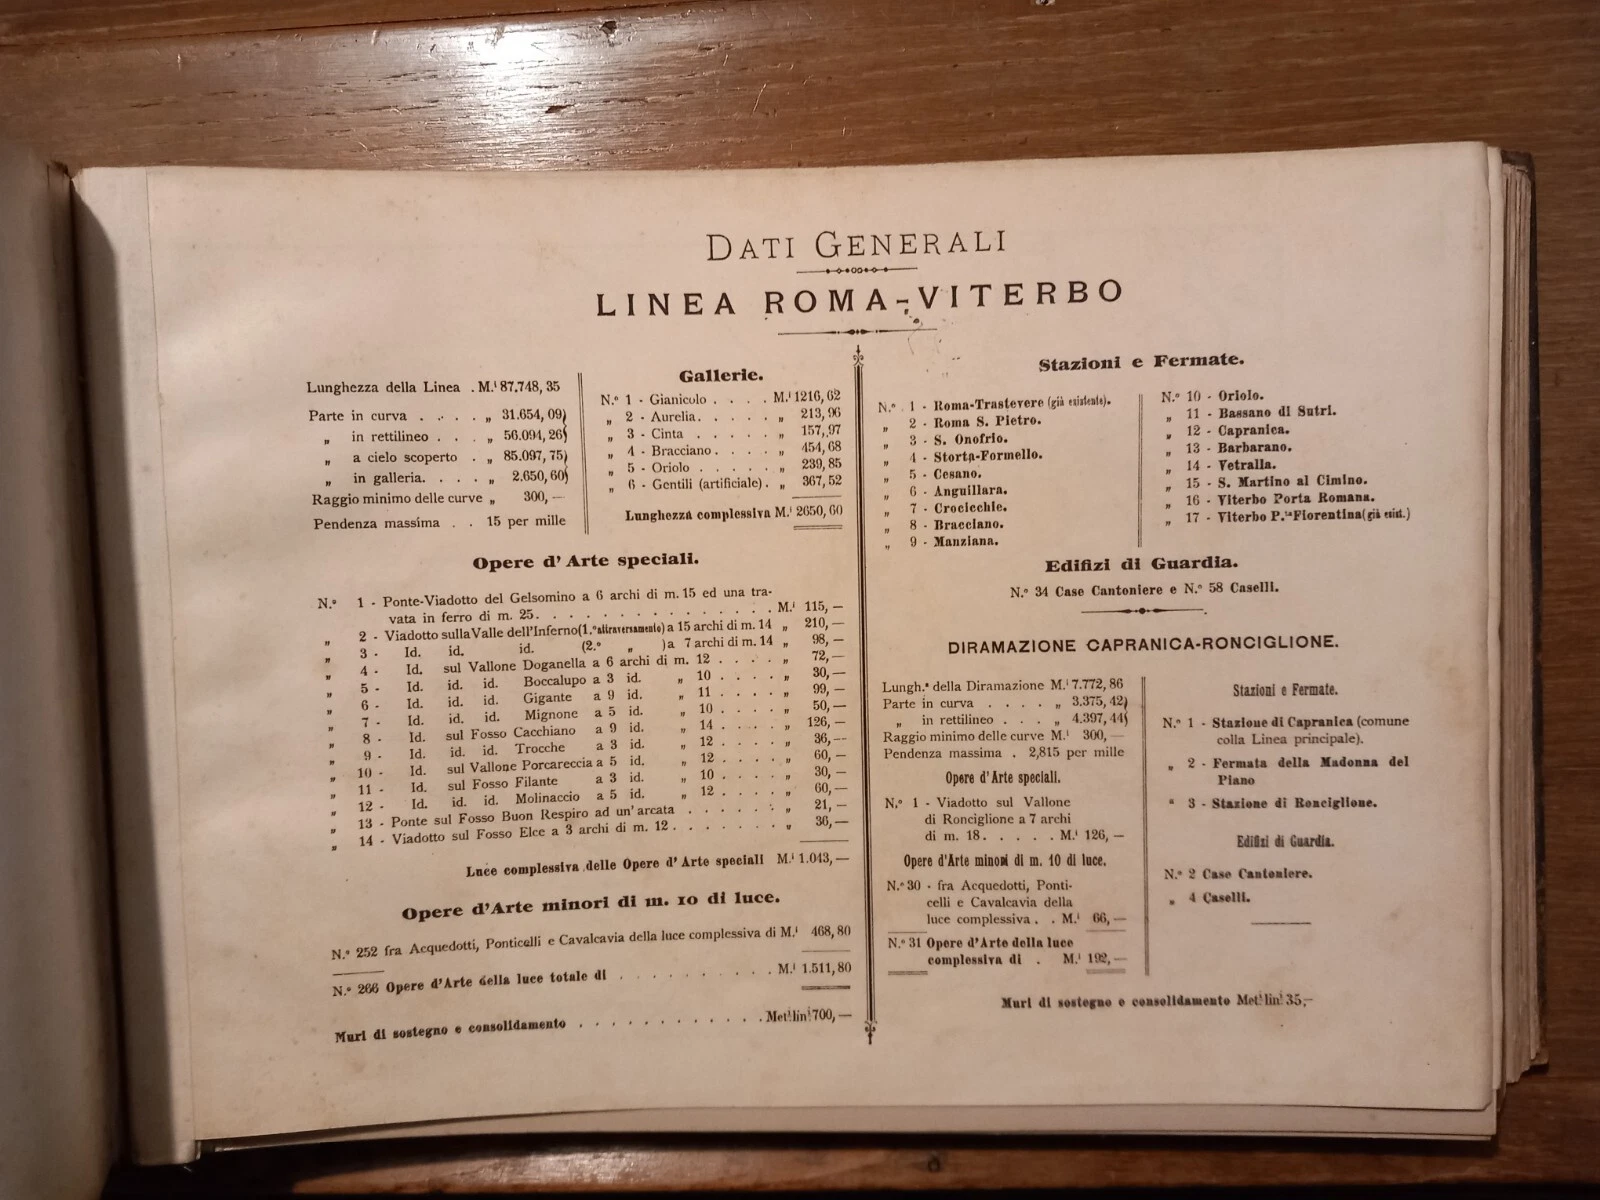 DATI GENERALI
LINEA ROMA-VITERBO
Lunghezza della Linea . M.i 87.748, 35
Parte in curva . . . . „ 31.654, 09
„ in rettilineo . . . „ 56.094, 26
„ a cielo scoperto . „ 85.097, 75
„ in galleria. . . . „ 2.650, 60
Raggio minimo delle curve „ 300, —
Pendenza massima . . 15 per mille
Gallerie.
N.º 1 - Gianicolo . . . . M.i 1216, 62
„ 2 - Aurelia. . . . . . „ 213, 96
„ 3 - Cinta . . . . . „ 157, 97
„ 4 - Bracciano. . . . „ 454, 68
„ 5 - Oriolo . . . . . „ 239, 85
„ 6 - Gentili (artificiale). „ 367, 52
Lunghezza complessiva M.i 2650, 60
Opere d' Arte speciali.
N.º 1 - Ponte-Viadotto del Gelsomino a 6 archi di m. 15 ed una tra-
vata in ferro di m. 25. . . . . . . . . . . . . M.i 115, —
„ 2 - Viadotto sulla Valle dell'Inferno (1.º attraversamento) a 15 archi di m. 14 „ 210, —
„ 3 - Id. id. id. (2.º „ ) a 7 archi di m. 14 „ 98, —
„ 4 - Id. sul Vallone Doganella a 6 archi di m. 12 . . . . „ 72, —
„ 5 - Id. id. id. Boccalupo a 3 id. „ 10 . . . . „ 30, —
„ 6 - Id. id. id. Gigante a 9 id. „ 11 . . . . „ 99, —
„ 7 - Id. id. id. Mignone a 5 id. „ 10 . . . . „ 50, —
„ 8 - Id. sul Fosso Cacchiano a 9 id. „ 14 . . . . „ 126, —
„ 9 - Id. id. id. Trocche a 3 id. „ 12 . . . . „ 36, —
„ 10 - Id. sul Vallone Porcareccia a 5 id. „ 12 . . . . „ 60, —
„ 11 - Id. sul Fosso Filante a 3 id. „ 10 . . . . „ 30, —
„ 12 - Id. id. id. Molinaccio a 5 id. „ 12 . . . . „ 60, —
„ 13 - Ponte sul Fosso Buon Respiro ad un'arcata . . . . . . „ 21, —
„ 14 - Viadotto sul Fosso Elce a 3 archi di m. 12 . . . . . . . „ 36, —
Luce complessiva delle Opere d' Arte speciali M.i 1.043, —
Opere d'Arte minori di m. 10 di luce.
N.º 252 fra Acquedotti, Ponticelli e Cavalcavia della luce complessiva di M.i 468, 80
N.º 266 Opere d'Arte della luce totale di . . . . . . . . . . M.i 1.511, 80
Muri di sostegno e consolidamento . . . . . . . . . . . . Met.i lin.i 700, —
Stazioni e Fermate.
N.º 1 - Roma-Trastevere (già esistente).
„ 2 - Roma S. Pietro.
„ 3 - S. Onofrio.
„ 4 - Storta-Formello.
„ 5 - Cesano.
„ 6 - Anguillara.
„ 7 - Crocicchie.
„ 8 - Bracciano.
„ 9 - Manziana.
N.º 10 - Oriolo.
„ 11 - Bassano di Sutri.
„ 12 - Capranica.
„ 13 - Barbarano.
„ 14 - Vetralla.
„ 15 - S. Martino al Cimino.
„ 16 - Viterbo Porta Romana.
„ 17 - Viterbo P.ta Fiorentina (già esist.)
Edifizi di Guardia.
N.º 34 Case Cantoniere e N.º 58 Caselli.
DIRAMAZIONE CAPRANICA-RONCIGLIONE.
Lungh.ª della Diramazione M.i 7.772, 86
Parte in curva . . . . „ 3.375, 42
„ in rettilineo . . . „ 4.397, 44
Raggio minimo delle curve M.i 300, —
Pendenza massima . 2,815 per mille
Opere d'Arte speciali.
N.º 1 - Viadotto sul Vallone
di Ronciglione a 7 archi
di m. 18. . . . . M.i 126, —
Opere d'Arte minori di m. 10 di luce.
N.º 30 - fra Acquedotti, Ponti-
celli e Cavalcavia della
luce complessiva . . M.i 66, —
N.º 31 Opere d'Arte della luce
complessiva di . M.i 192, —
Stazioni e Fermate.
N.º 1 - Stazione di Capranica (comune
colla Linea principale).
„ 2 - Fermata della Madonna del
Piano
" 3 - Stazione di Ronciglione.
Edifizi di Guardia.
N.º 2 Case Cantoniere.
„ 4 Caselli.
Muri di sostegno e consolidamento Met.i lin.i 35, —